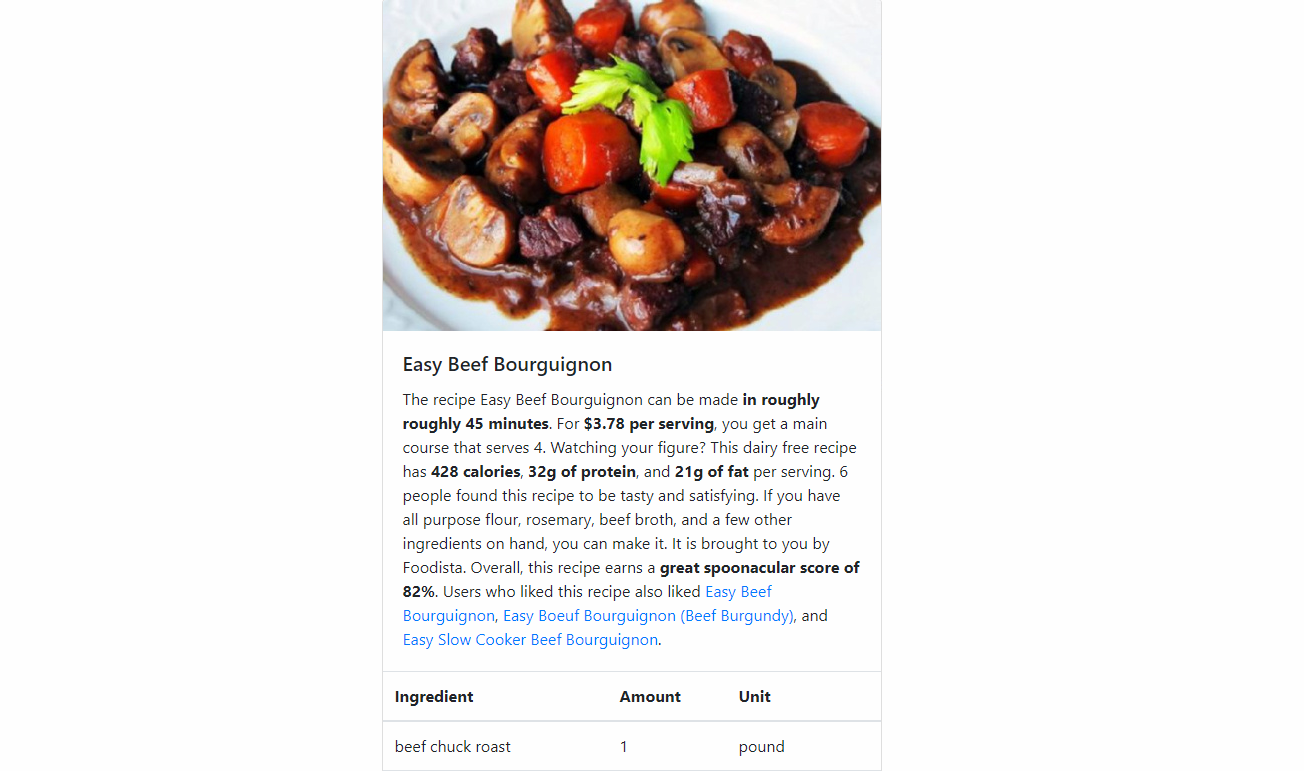 Easy Beef Bourguignon
The recipe Easy Beef Bourguignon can be made in roughly
roughly 45 minutes. For $3.78 per serving, you get a main
course that serves 4. Watching your figure? This dairy free recipe
has 428 calories, 32g of protein, and 21g of fat per serving. 6
people found this recipe to be tasty and satisfying. If you have
all purpose flour, rosemary, beef broth, and a few other
ingredients on hand, you can make it. It is brought to you by
Foodista. Overall, this recipe earns a great spoonacular score of
82%. Users who liked this recipe also liked Easy Beef
Bourguignon, Easy Boeuf Bourguignon (Beef Burgundy), and
Easy Slow Cooker Beef Bourguignon.
Ingredient Amount Unit
beef chuck roast 1 pound